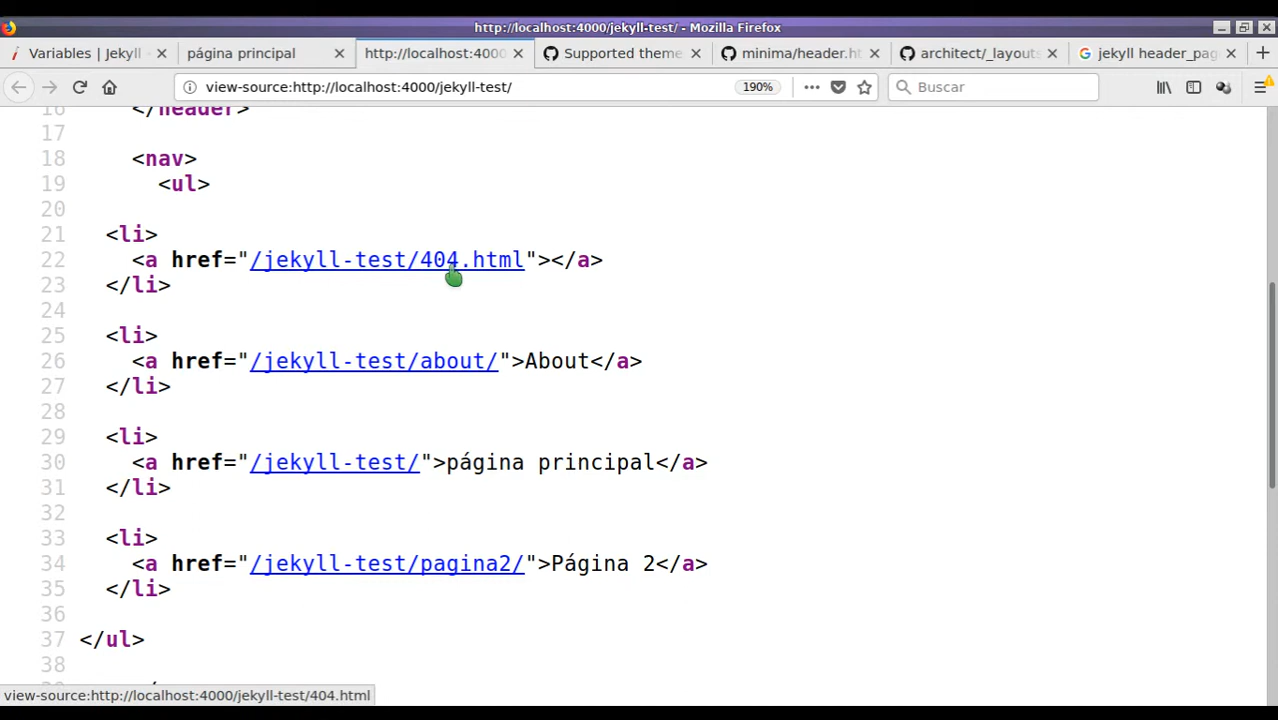 http://localhost:4000/jekyll-test/ - Mozilla Firefox
Variables | Jekyll •
página principal
http://localhost:4000
Supported theme
minima/header.ht
architect/_layouts
jekyll header_pag
view-source:http://localhost:4000/jekyll-test/
190%
Buscar
16 </header>
17
18 <nav>
19 <ul>
20
21 <li>
22 <a href="/jekyll-test/404.html"></a>
23 </li>
24
25 <li>
26 <a href="/jekyll-test/about/">About</a>
27 </li>
28
29 <li>
30 <a href="/jekyll-test/">página principal</a>
31 </li>
32
33 <li>
34 <a href="/jekyll-test/pagina2/">Página 2</a>
35 </li>
36
37 </ul>
38
view-source:http://localhost:4000/jekyll-test/404.html